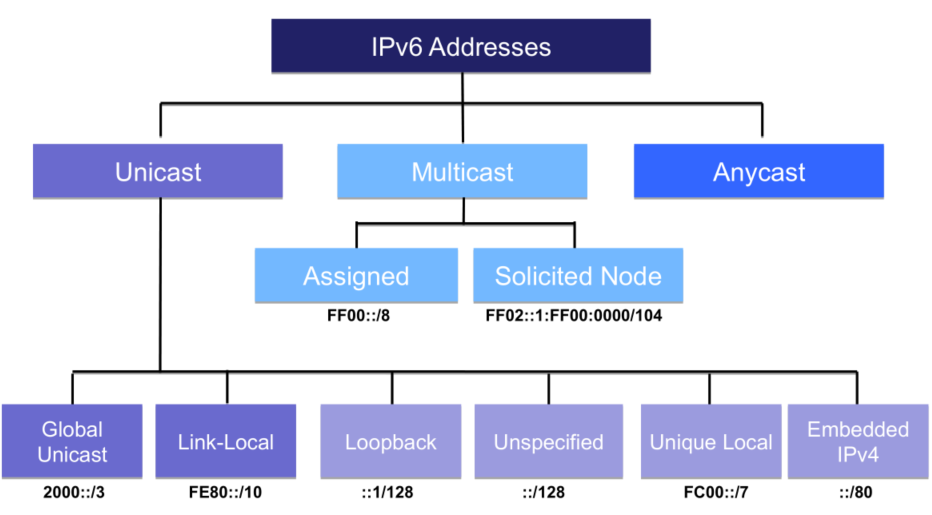 IPv6 Addresses
Unicast
Multicast
Anycast
Assigned
Solicited Node
FF00::/8
FF02::1:FF00:0000/104
Global
Unicast
Link-Local
Loopback
Unspecified
Unique Local
Embedded
IPv4
2000::/3
FE80::/10
::1/128
::/128
FC00::/7
::/80